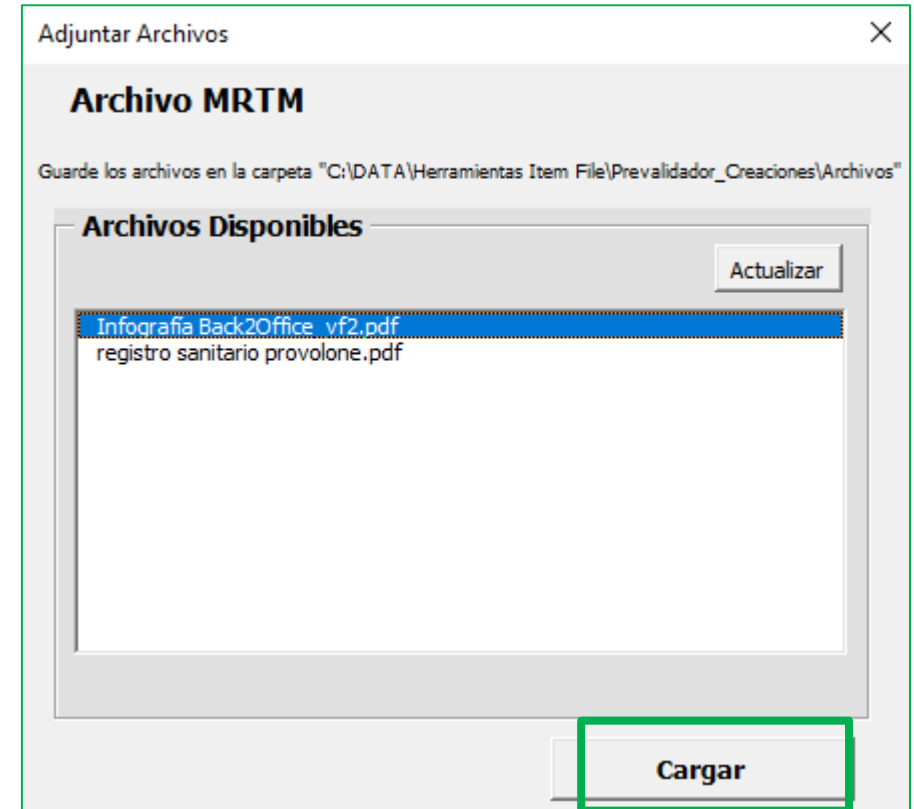 Adjuntar Archivos
Archivo MRTM
Guarde los archivos en la carpeta "C:\DATA\Herramientas Item File\Prevalidador_Creaciones\Archivos"
Archivos Disponibles
Actualizar
Infografía Back2Office_vf2.pdf
registro sanitario provolone.pdf
Cargar